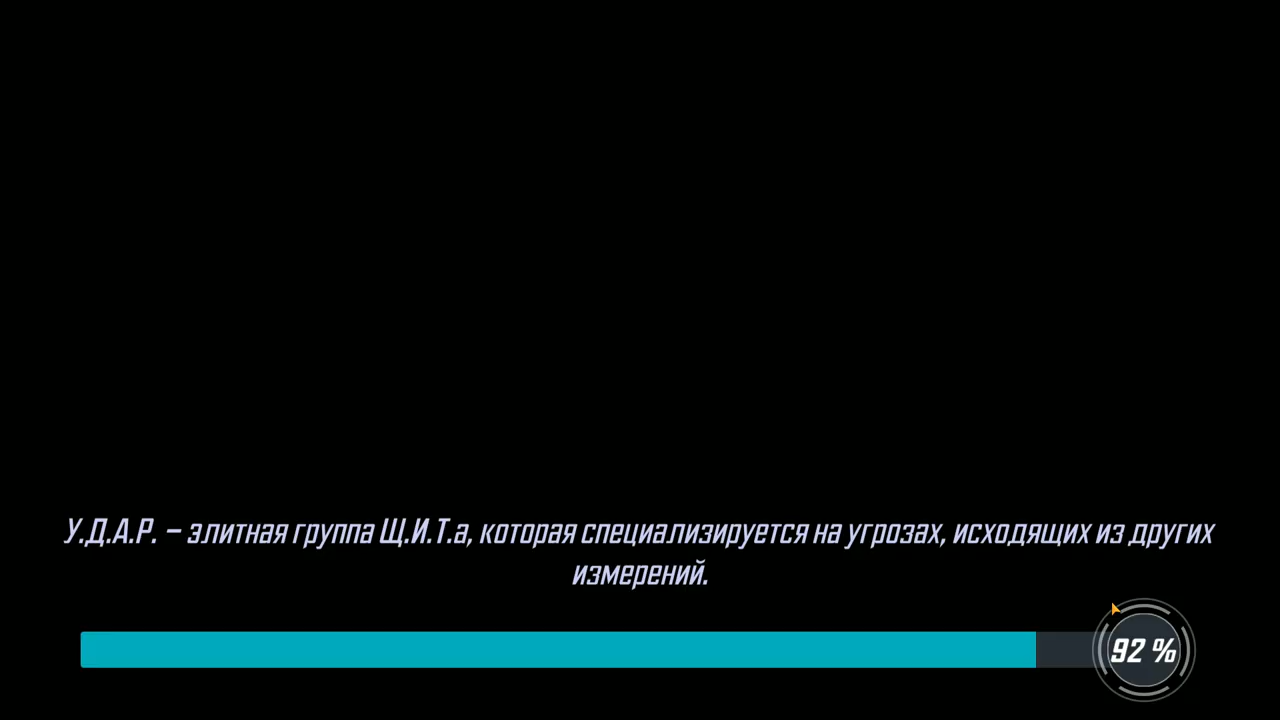 У.Д.А.Р. – элитная группа Щ.И.Т.а, которая специализируется на угрозах, исходящих из других
измерений.
92 %